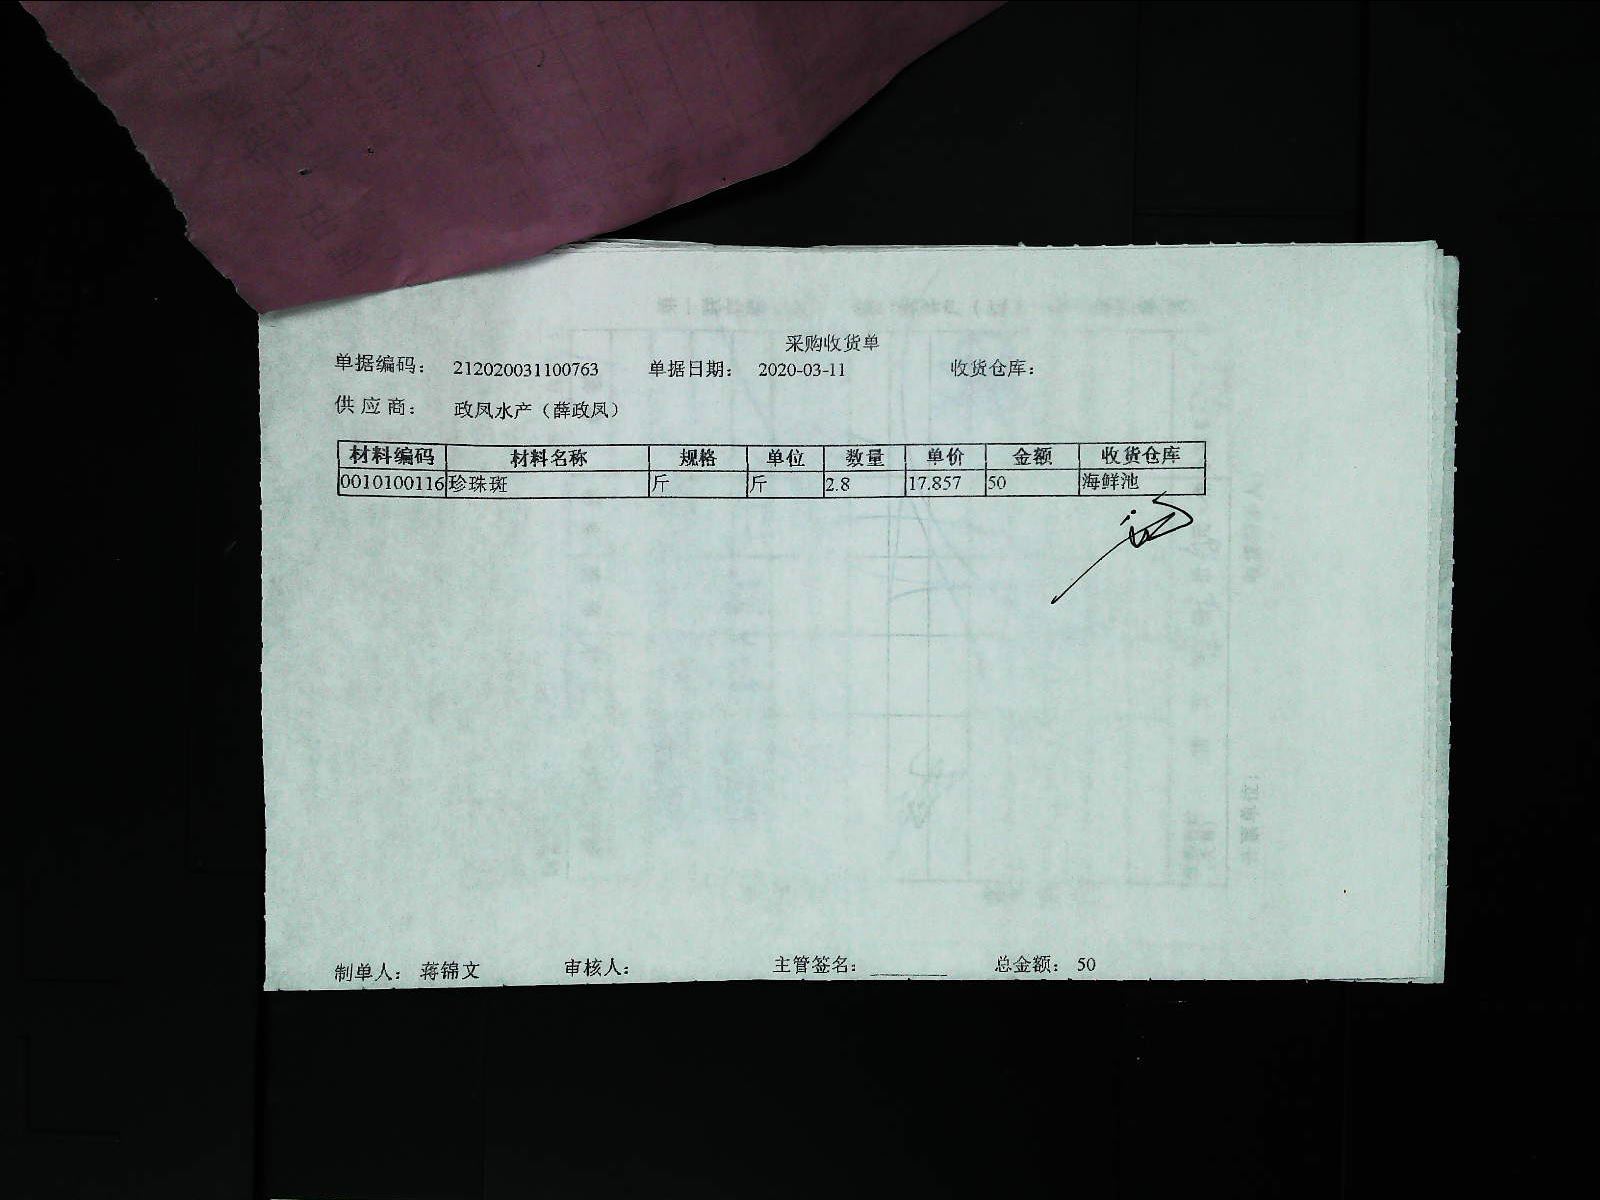 采购收货单
单据编码： 212020031100763 单据日期： 2020-03-11 收货仓库：
供应商： 政凤水产（薛政凤）
材料编码 材料名称 规格 单位 数量 单价 金额 收货仓库
0010100116 珍珠斑 斤 斤 2.8 17.857 50 海鲜池
制单人： 蒋锦文 审核人： 主管签名： ________ 总金额： 50